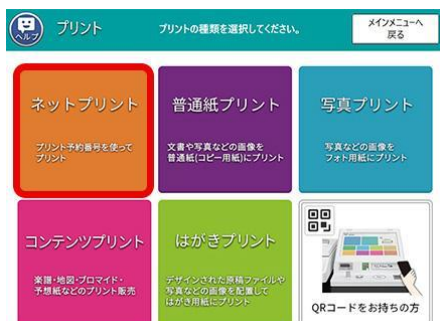 ヘルプ
プリント
プリントの種類を選択してください。
メインメニューへ
戻る
ネットプリント
プリント予約番号を使って
プリント
普通紙プリント
文書や写真などの画像を
普通紙(コピー用紙)にプリント
写真プリント
写真などの画像を
フォト用紙にプリント
コンテンツプリント
楽譜・地図・ブロマイド・
予想紙などのプリント販売
はがきプリント
デザインされた原稿ファイルや
写真などの画像を配置して
はがき用紙にプリント
QRコードをお持ちの方